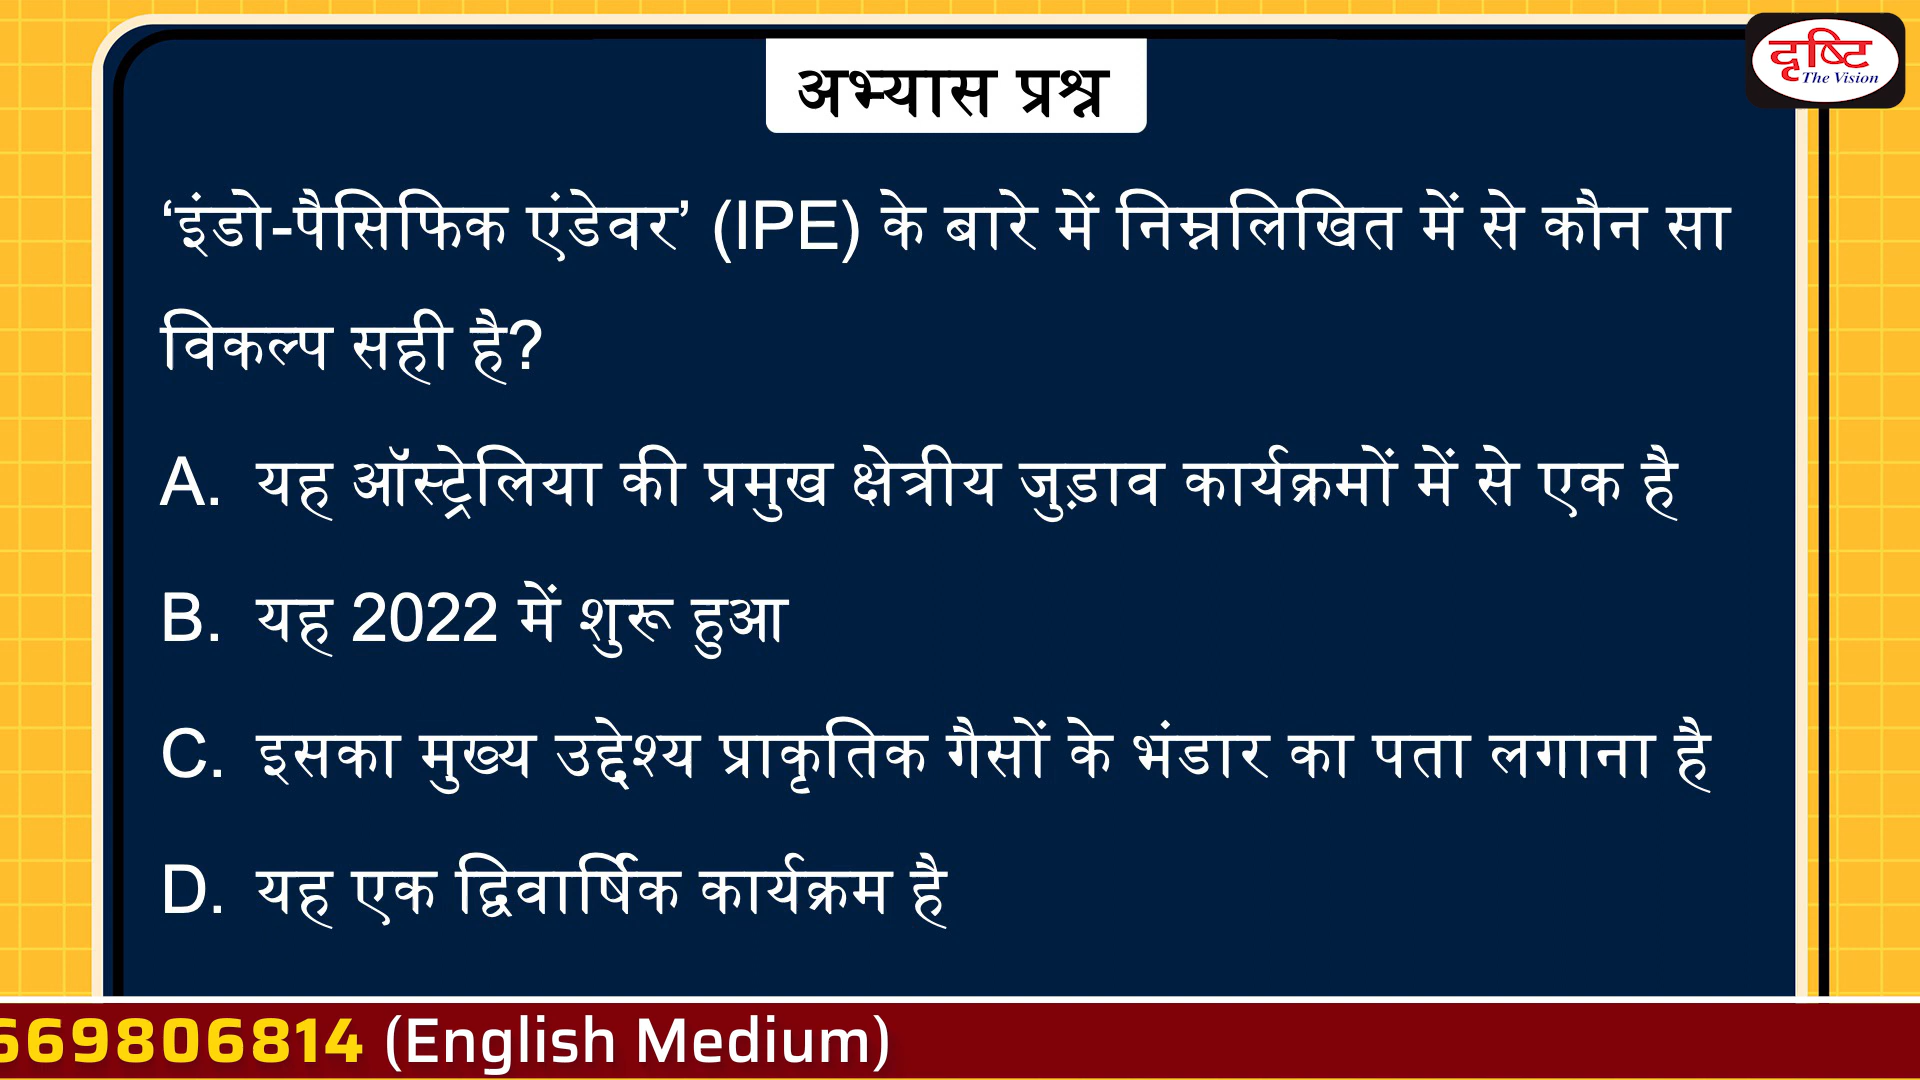 दृष्टि
The Vision
अभ्यास प्रश्न
‘इंडो-पैसिफिक एंडेवर’ (IPE) के बारे में निम्नलिखित में से कौन सा
विकल्प सही है?
A. यह ऑस्ट्रेलिया की प्रमुख क्षेत्रीय जुड़ाव कार्यक्रमों में से एक है
B. यह 2022 में शुरू हुआ
C. इसका मुख्य उद्देश्य प्राकृतिक गैसों के भंडार का पता लगाना है
D. यह एक द्विवार्षिक कार्यक्रम है
669806814 (English Medium)